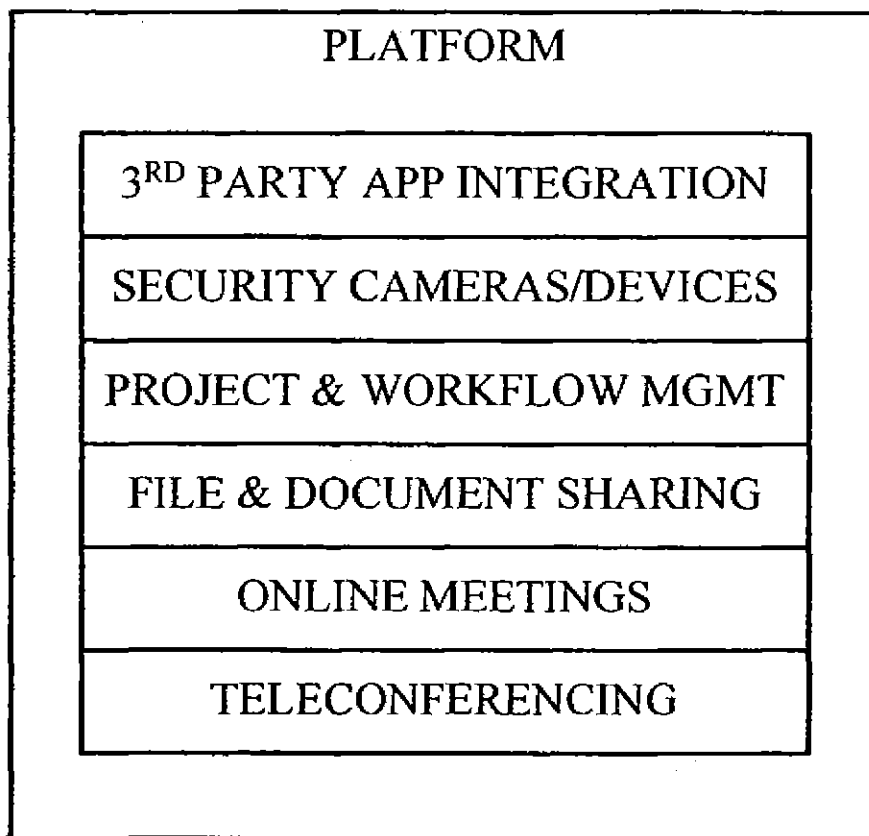 PLATFORM
3RD PARTY APP INTEGRATION
SECURITY CAMERAS/DEVICES
PROJECT & WORKFLOW MGMT
FILE & DOCUMENT SHARING
ONLINE MEETINGS
TELECONFERENCING